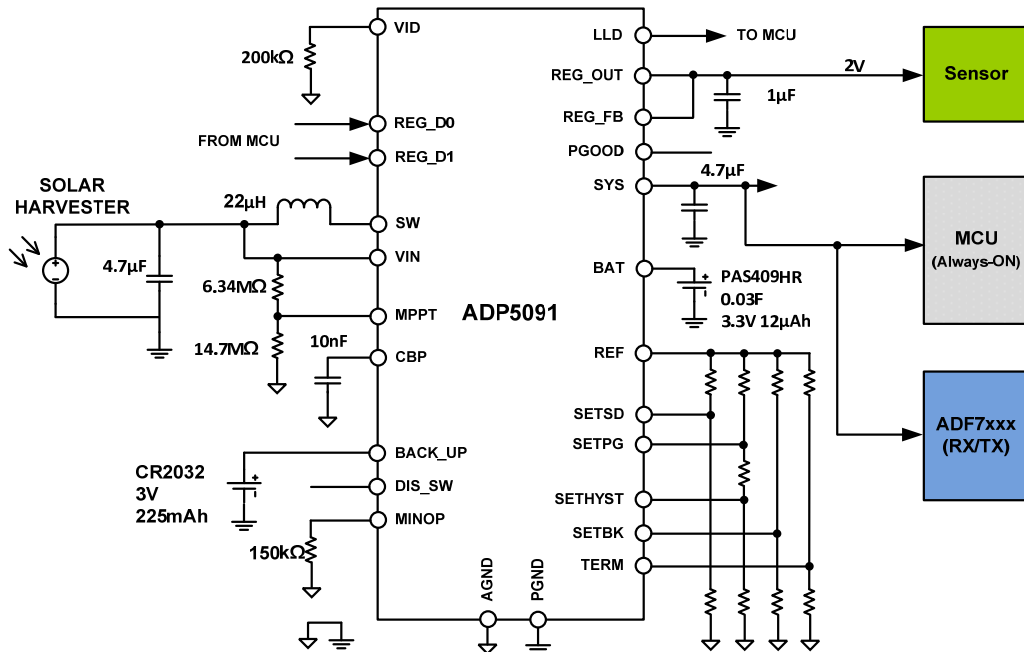 VID
200kΩ
REG_D0
FROM MCU
REG_D1
SOLAR
HARVESTER
22µH
SW
4.7µF
VIN
6.34MΩ
MPPT
14.7MΩ
10nF
CBP
CR2032
3V
225mAh
BACK_UP
DIS_SW
MINOP
150kΩ
ADP5091
AGND
PGND
LLD
TO MCU
REG_OUT
2V
1µF
REG_FB
PGOOD
4.7µF
SYS
BAT
PAS409HR
0.03F
3.3V 12µAh
REF
SETSD
SETPG
SETHYST
SETBK
TERM
Sensor
MCU
(Always-ON)
ADF7xxx
(RX/TX)